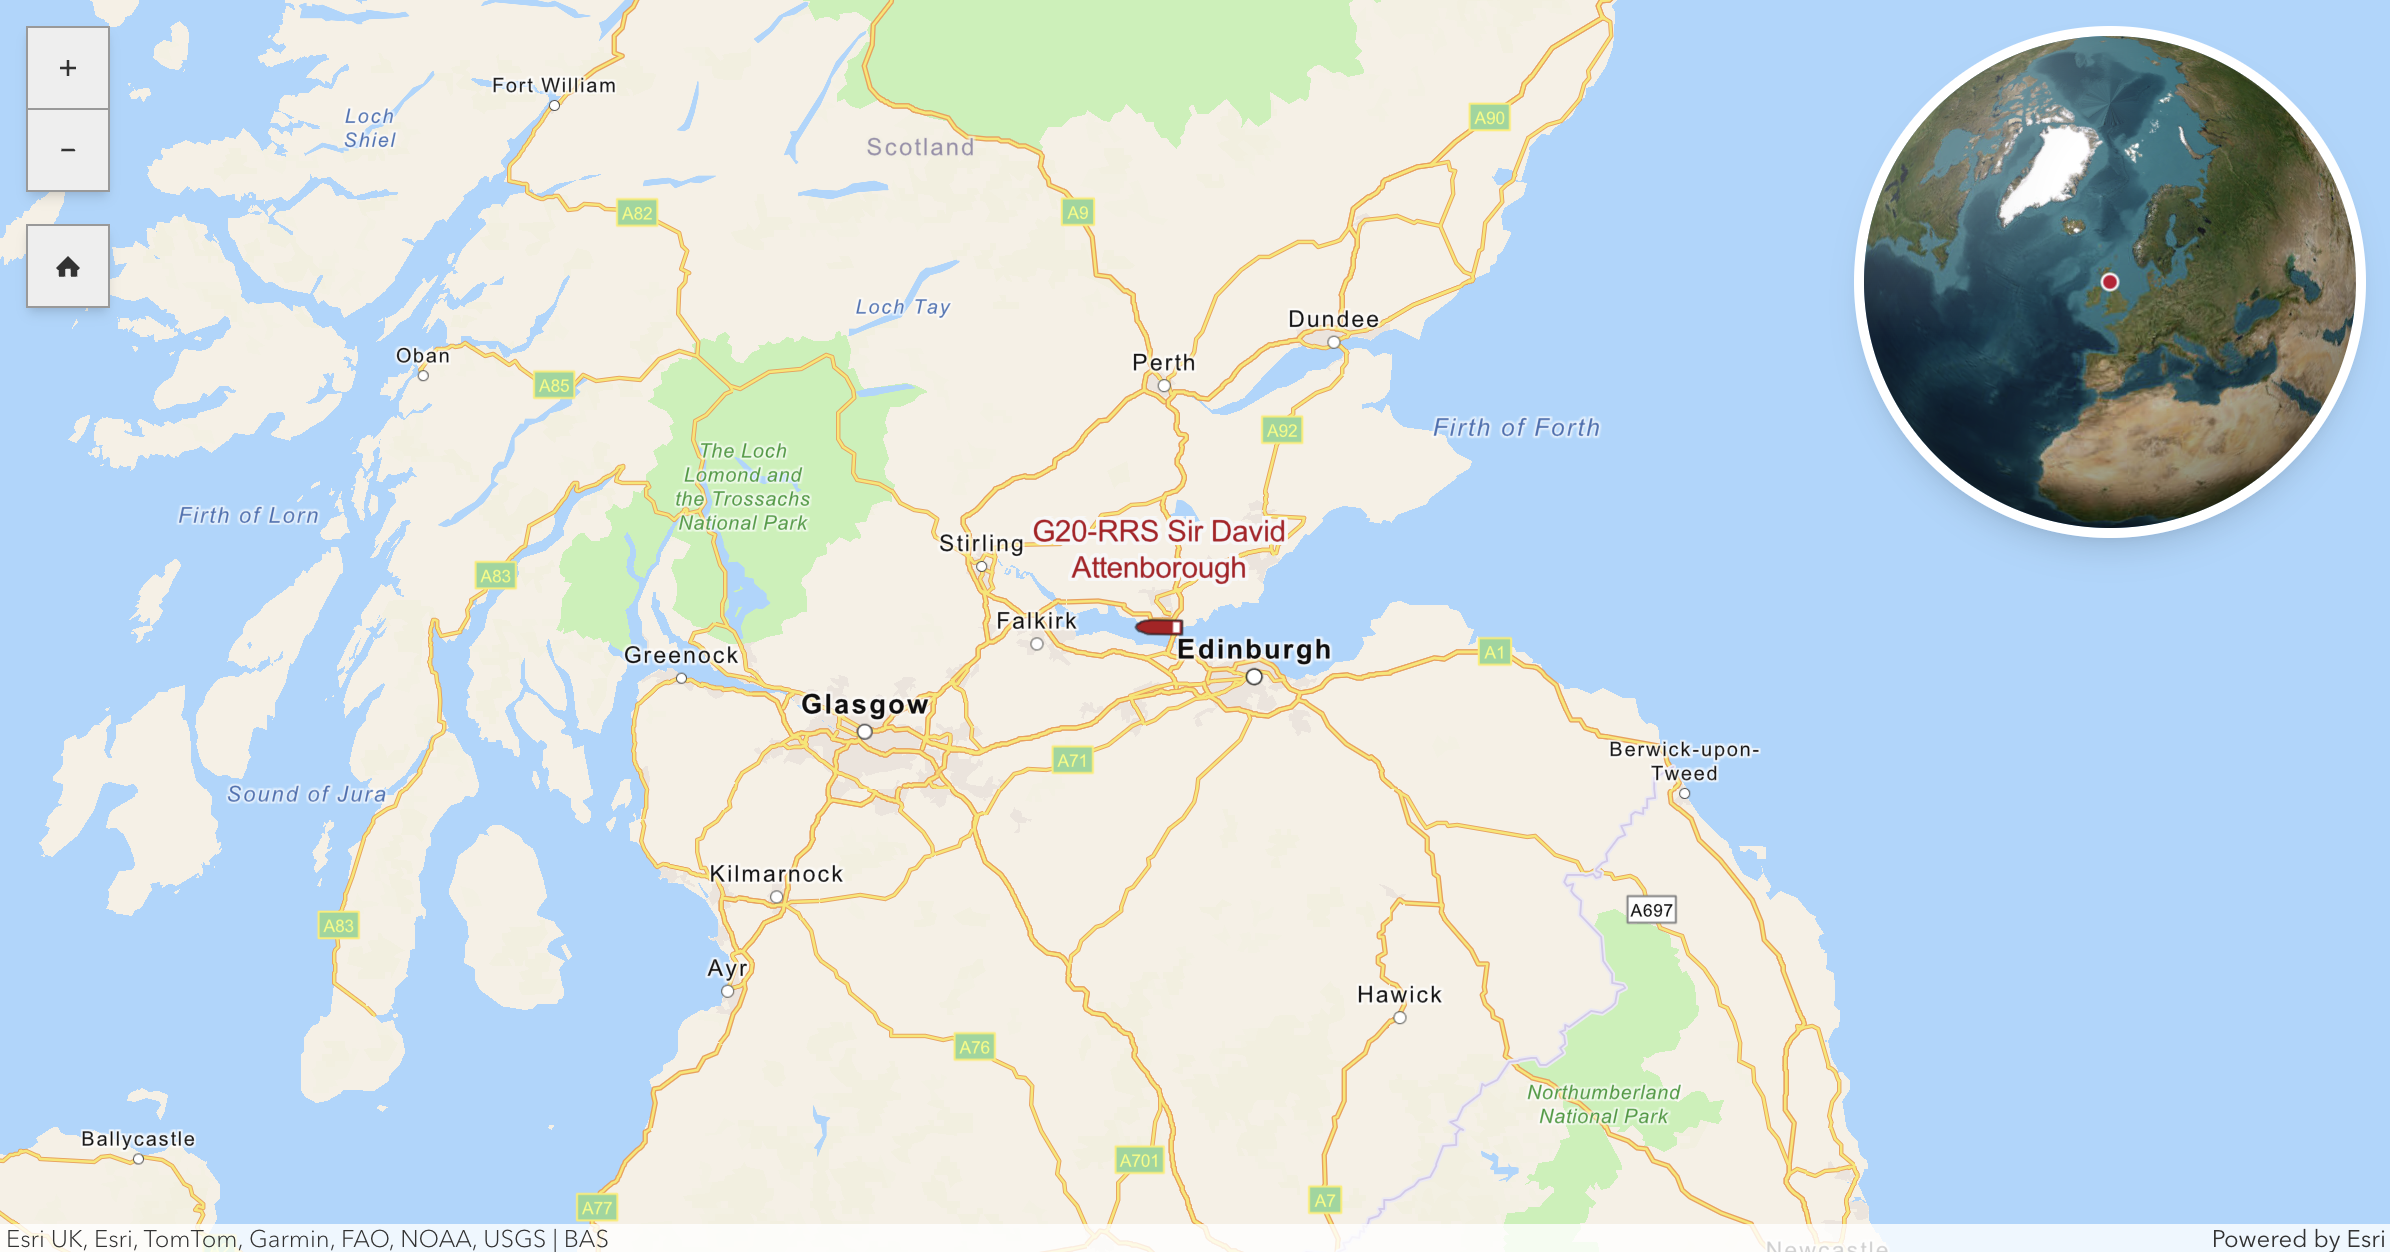 +
Fort William
Loch
Shiel
−
A90
Scotland
A82
A9
Loch Tay
Dundee
Oban
Perth
A85
Firth of Forth
A92
The Loch
Lomond and
the Trossachs
National Park
Firth of Lorn
G20-RRS Sir David
Attenborough
Stirling
A83
Falkirk
Edinburgh
A1
Greenock
Glasgow
Berwick-upon-
Tweed
A71
Sound of Jura
Kilmarnock
A697
A83
Ayr
Hawick
A76
Northumberland
National Park
Ballycastle
A701
A77
A7
Newcastle
Esri UK, Esri, TomTom, Garmin, FAO, NOAA, USGS | BAS
Powered by Esri